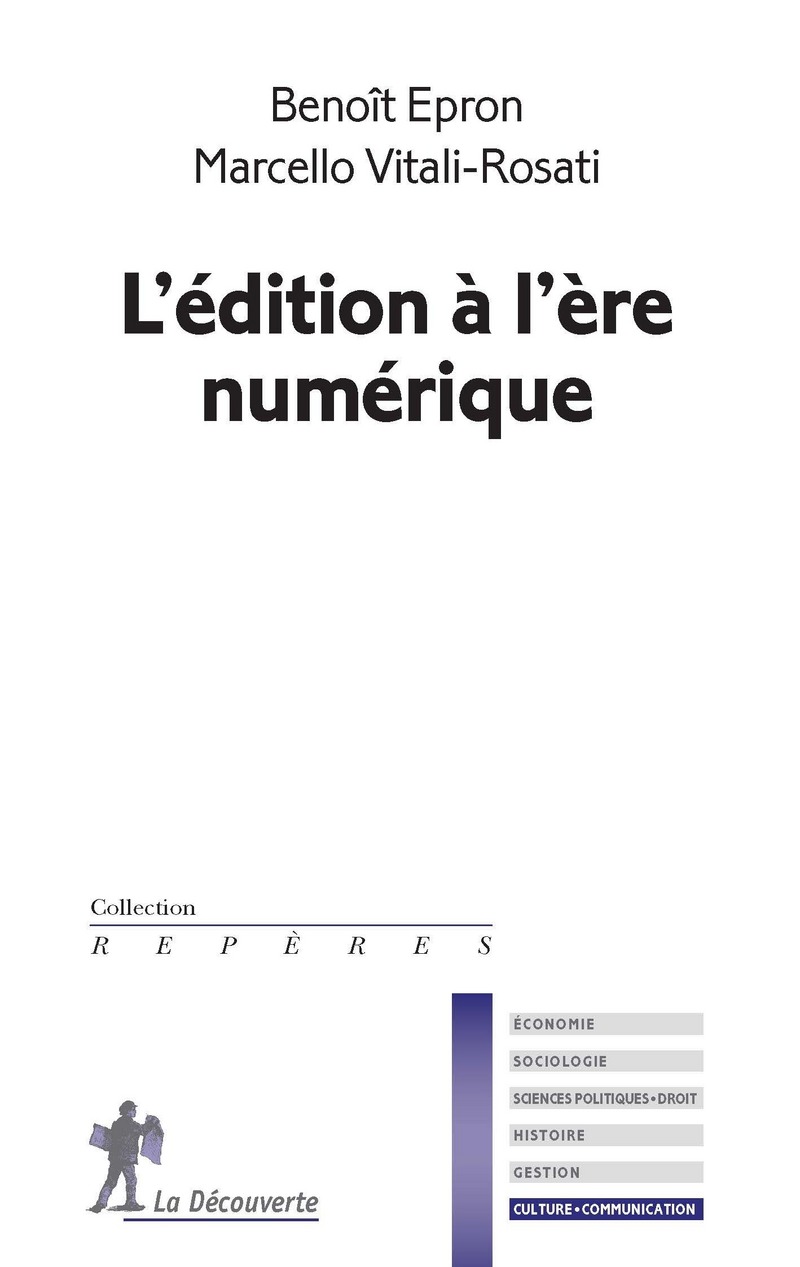 Benoît Epron
Marcello Vitali-Rosati
L’édition à l’ère
numérique
Collection
REPÈRES
ÉCONOMIE
SOCIOLOGIE
SCIENCES POLITIQUES•DROIT
HISTOIRE
GESTION
CULTURE•COMMUNICATION
La Découverte